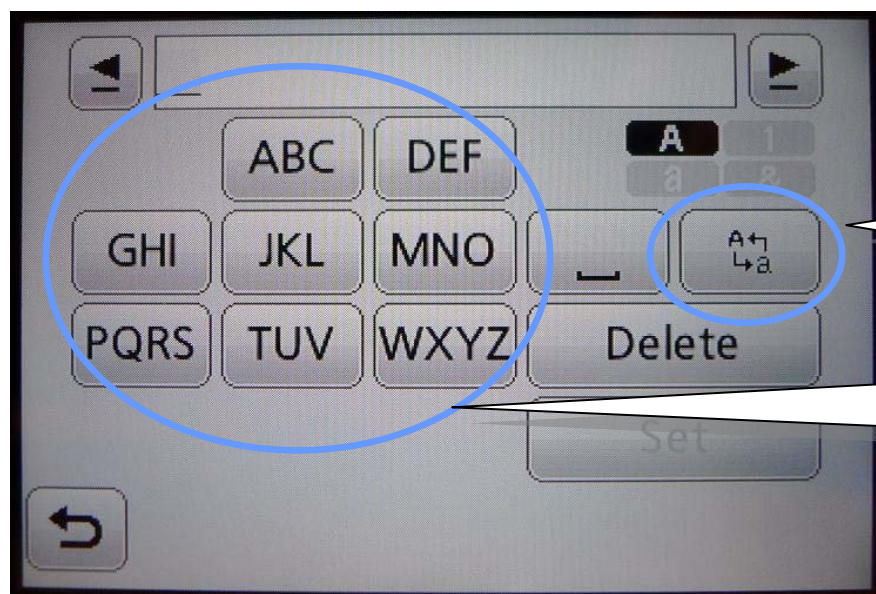 ABC DEF A 1
a &
GHI JKL MNO A a
PQRS TUV WXYZ Delete
Set